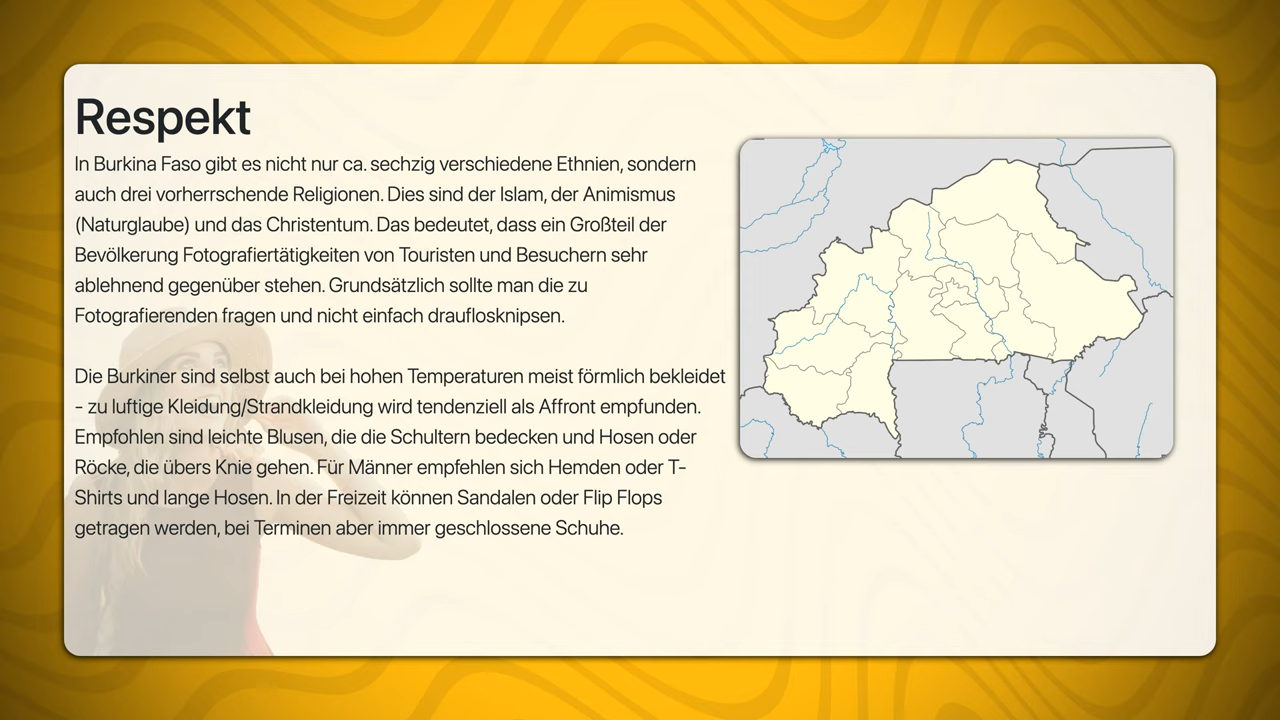 Respekt
In Burkina Faso gibt es nicht nur ca. sechzig verschiedene Ethnien, sondern
auch drei vorherrschende Religionen. Dies sind der Islam, der Animismus
(Naturglaube) und das Christentum. Das bedeutet, dass ein Großteil der
Bevölkerung Fotografiertätigkeiten von Touristen und Besuchern sehr
ablehnend gegenüber stehen. Grundsätzlich sollte man die zu
Fotografierenden fragen und nicht einfach drauflosknipsen.
Die Burkiner sind selbst auch bei hohen Temperaturen meist förmlich bekleidet
- zu luftige Kleidung/Strandkleidung wird tendenziell als Affront empfunden.
Empfohlen sind leichte Blusen, die die Schultern bedecken und Hosen oder
Röcke, die übers Knie gehen. Für Männer empfehlen sich Hemden oder T-
Shirts und lange Hosen. In der Freizeit können Sandalen oder Flip Flops
getragen werden, bei Terminen aber immer geschlossene Schuhe.